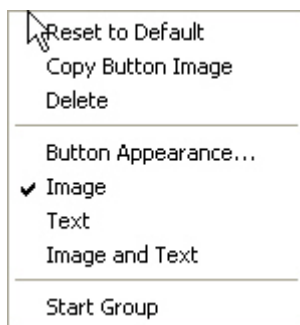 Reset to Default
Copy Button Image
Delete
Button Appearance...
Image
Text
Image and Text
Start Group